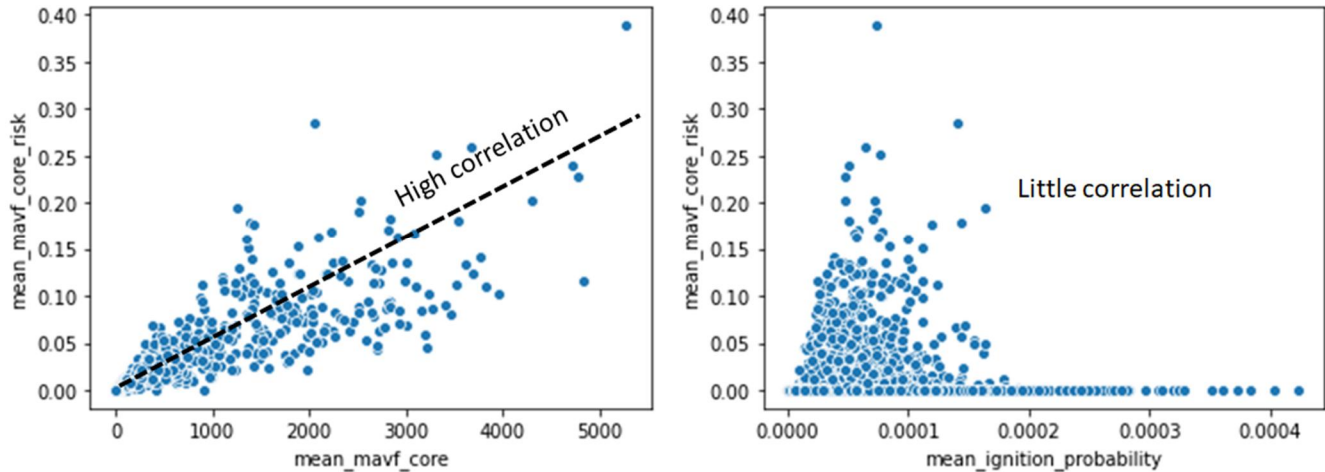 0.40
0.35
0.30
0.25
0.20
0.15
0.10
0.05
0.00
mean_mavf_core_risk
High correlation
0 1000 2000 3000 4000 5000
mean_mavf_core
0.40
0.35
0.30
0.25
0.20
0.15
0.10
0.05
0.00
mean_mavf_core_risk
Little correlation
0.0000 0.0001 0.0002 0.0003 0.0004
mean_ignition_probability